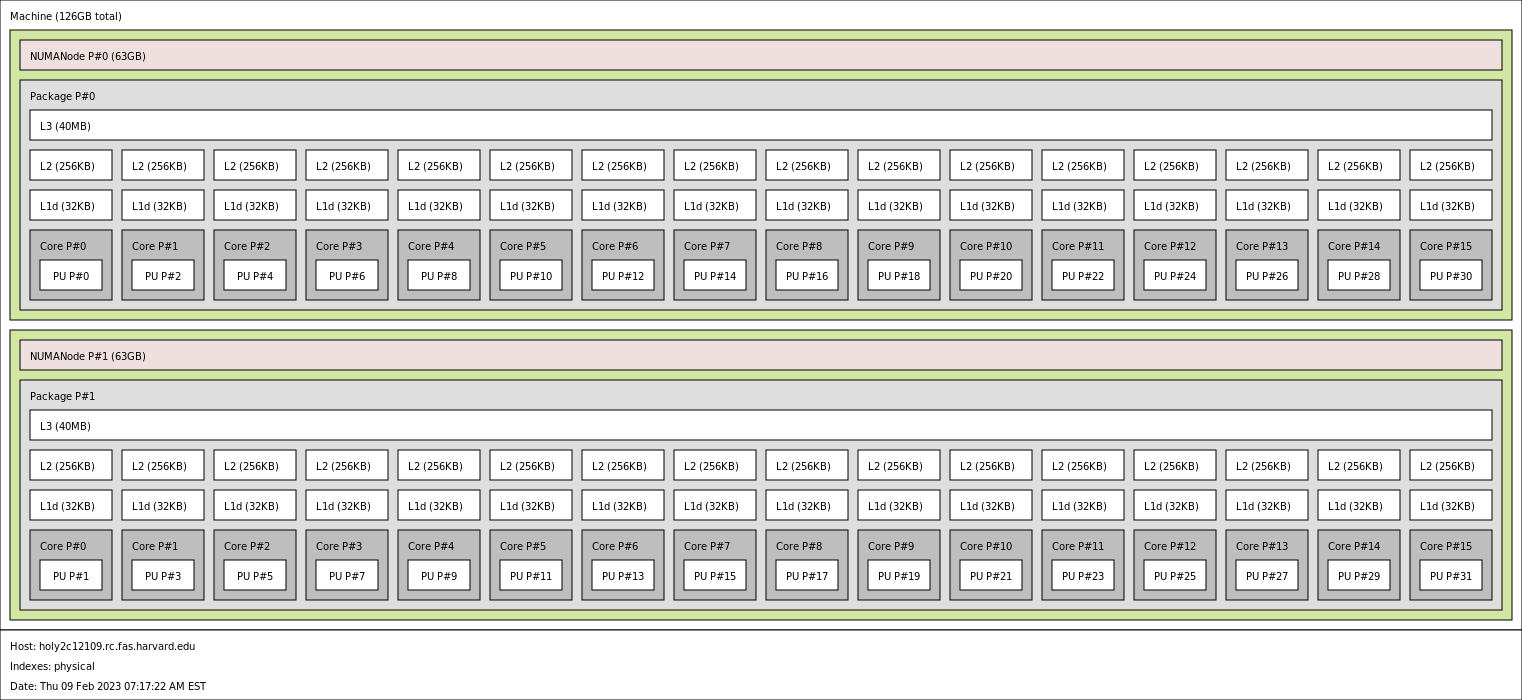 Machine (126GB total)
NUMANode P#0 (63GB)
Package P#0
L3 (40MB)
L2 (256KB) L2 (256KB) L2 (256KB) L2 (256KB) L2 (256KB) L2 (256KB) L2 (256KB) L2 (256KB) L2 (256KB) L2 (256KB) L2 (256KB) L2 (256KB) L2 (256KB) L2 (256KB) L2 (256KB) L2 (256KB)
L1d (32KB) L1d (32KB) L1d (32KB) L1d (32KB) L1d (32KB) L1d (32KB) L1d (32KB) L1d (32KB) L1d (32KB) L1d (32KB) L1d (32KB) L1d (32KB) L1d (32KB) L1d (32KB) L1d (32KB) L1d (32KB)
Core P#0 Core P#1 Core P#2 Core P#3 Core P#4 Core P#5 Core P#6 Core P#7 Core P#8 Core P#9 Core P#10 Core P#11 Core P#12 Core P#13 Core P#14 Core P#15
PU P#0 PU P#2 PU P#4 PU P#6 PU P#8 PU P#10 PU P#12 PU P#14 PU P#16 PU P#18 PU P#20 PU P#22 PU P#24 PU P#26 PU P#28 PU P#30
NUMANode P#1 (63GB)
Package P#1
L3 (40MB)
L2 (256KB) L2 (256KB) L2 (256KB) L2 (256KB) L2 (256KB) L2 (256KB) L2 (256KB) L2 (256KB) L2 (256KB) L2 (256KB) L2 (256KB) L2 (256KB) L2 (256KB) L2 (256KB) L2 (256KB) L2 (256KB)
L1d (32KB) L1d (32KB) L1d (32KB) L1d (32KB) L1d (32KB) L1d (32KB) L1d (32KB) L1d (32KB) L1d (32KB) L1d (32KB) L1d (32KB) L1d (32KB) L1d (32KB) L1d (32KB) L1d (32KB) L1d (32KB)
Core P#0 Core P#1 Core P#2 Core P#3 Core P#4 Core P#5 Core P#6 Core P#7 Core P#8 Core P#9 Core P#10 Core P#11 Core P#12 Core P#13 Core P#14 Core P#15
PU P#1 PU P#3 PU P#5 PU P#7 PU P#9 PU P#11 PU P#13 PU P#15 PU P#17 PU P#19 PU P#21 PU P#23 PU P#25 PU P#27 PU P#29 PU P#31
Host: holy2c12109.rc.fas.harvard.edu
Indexes: physical
Date: Thu 09 Feb 2023 07:17:22 AM EST